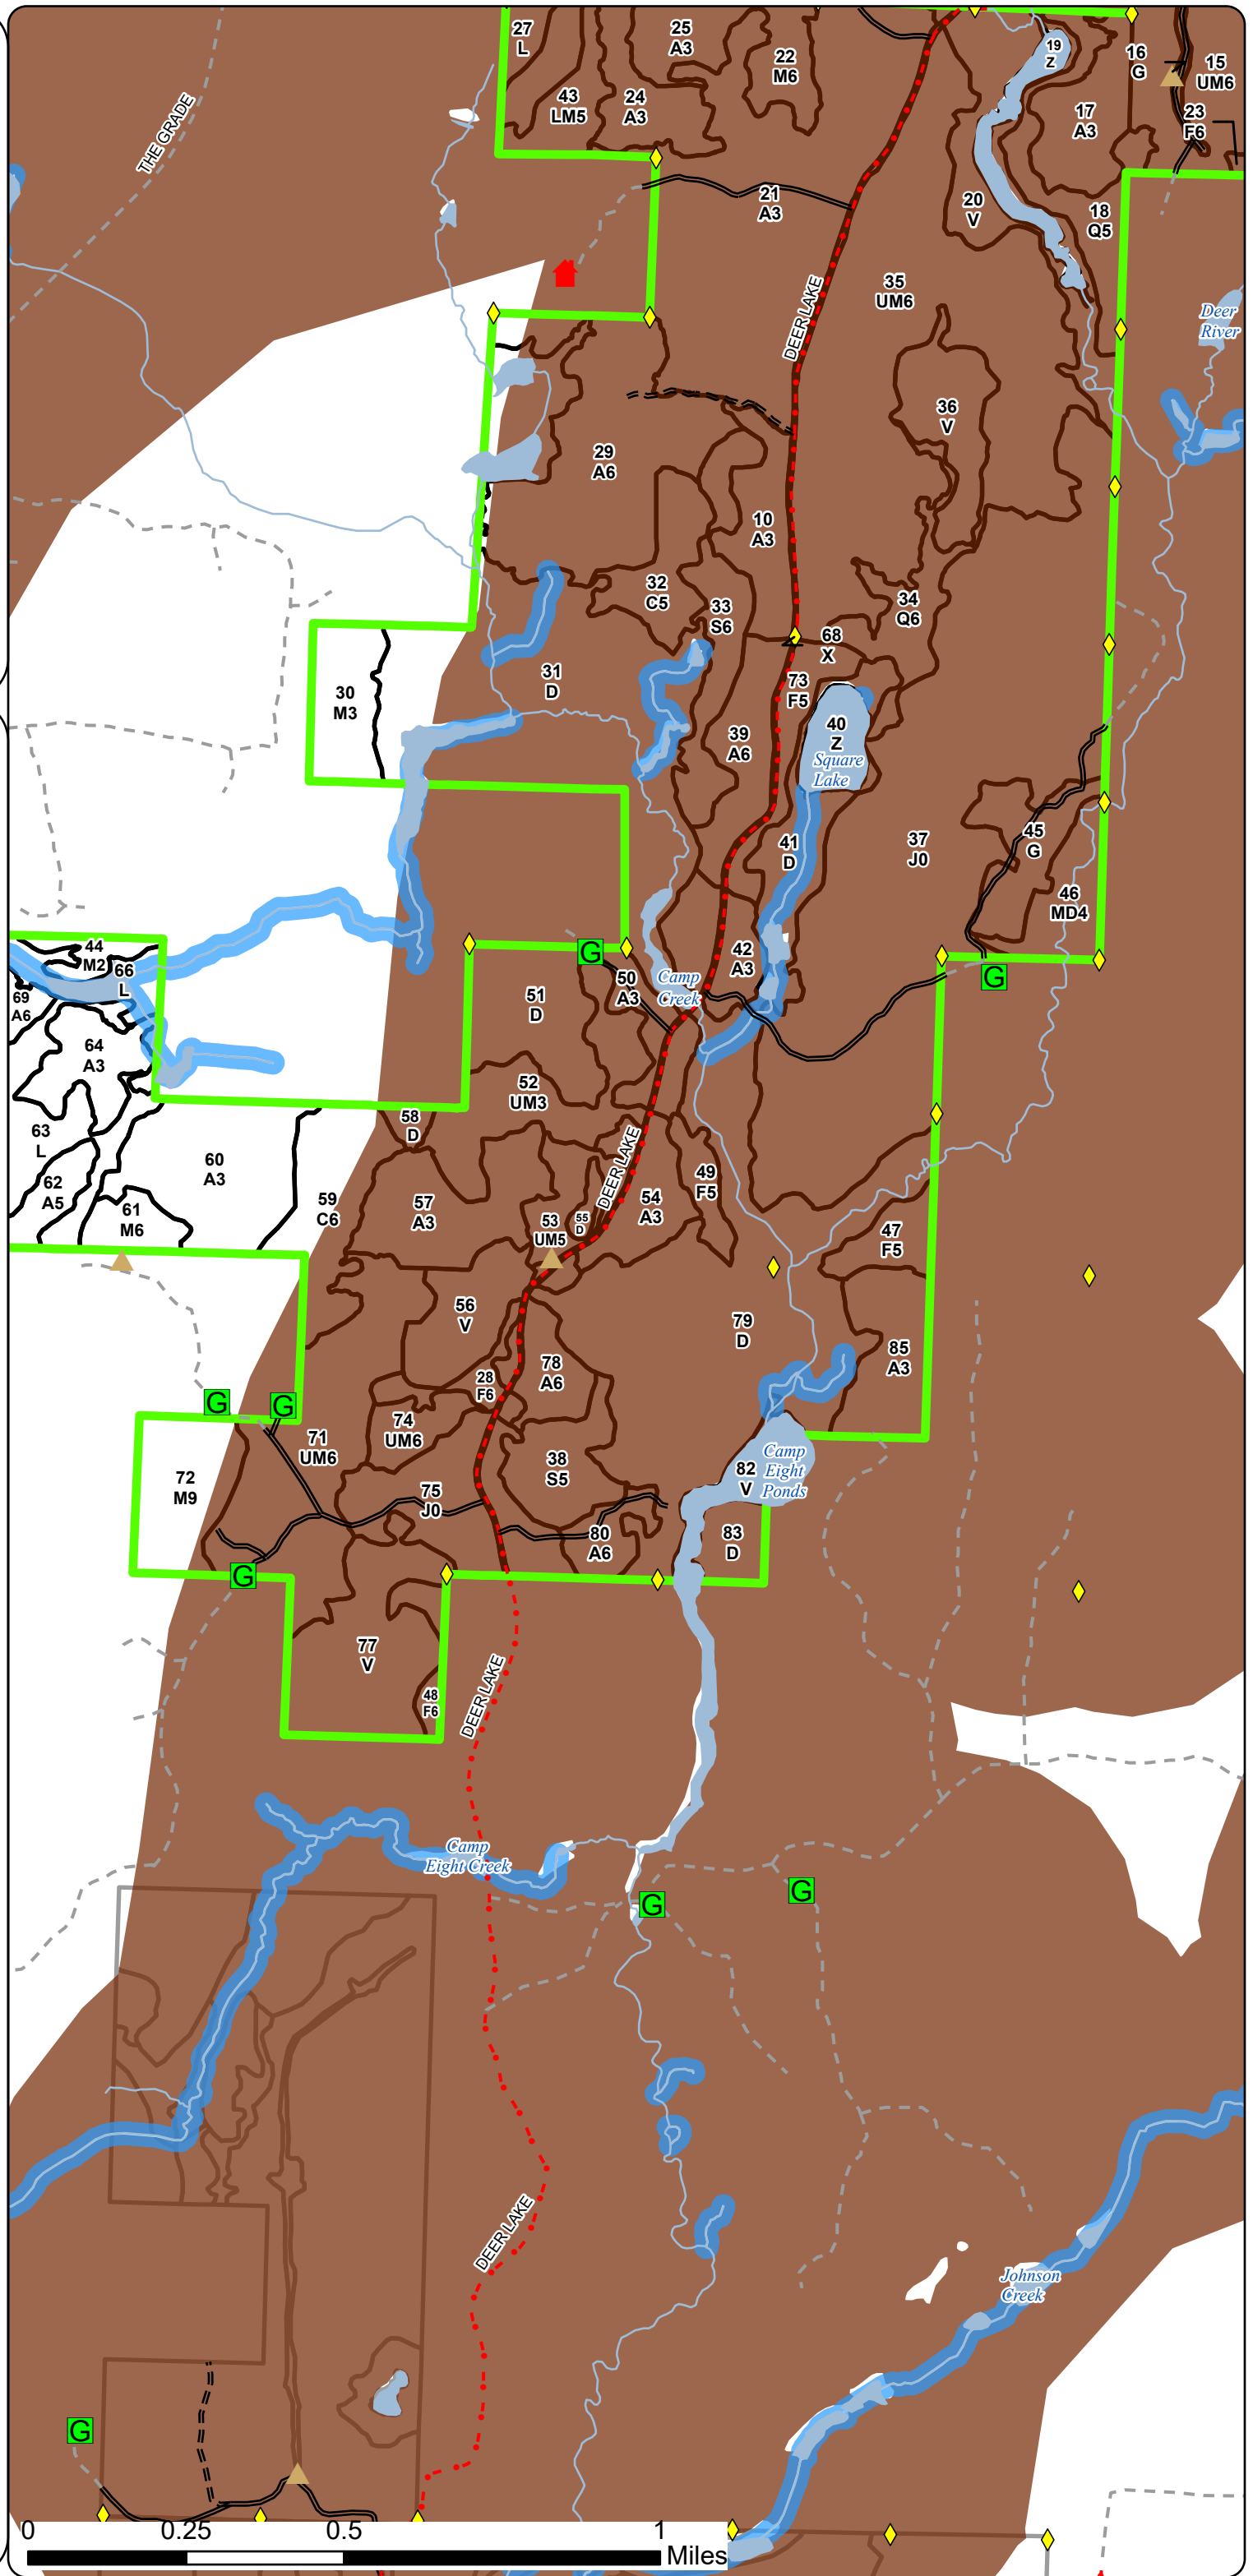 27
L
25
A3
22
M6
19
Z
16
G
15
UM6
43
LM5
24
A3
17
A3
23
F6
THE GRADE
21
A3
20
V
18
Q5
35
UM6
DEER LAKE
Deer
River
36
V
29
A6
10
A3
32
C5
33
S6
34
Q6
68
X
31
D
30
M3
73
F5
39
A6
40
Z
Square
Lake
41
D
37
J0
45
G
46
MD4
44
M2
66
L
G
42
A3
50
A3
Camp
Creek
G
69
A6
51
D
64
A3
52
UM3
58
D
63
L
60
A3
DEER LAKE
49
F5
62
A5
61
M6
59
C6
57
A3
54
A3
53
UM5
55
D
47
F5
56
V
79
D
78
A6
28
F6
85
A3
G
G
71
UM6
74
UM6
38
S5
Camp
Eight
Ponds
82
V
72
M9
75
J0
80
A6
83
D
G
77
V
48
F6
DEER LAKE
Camp
Eight Creek
G
G
DEER LAKE
Johnson
Creek
G
0
0.25
0.5
1
Miles